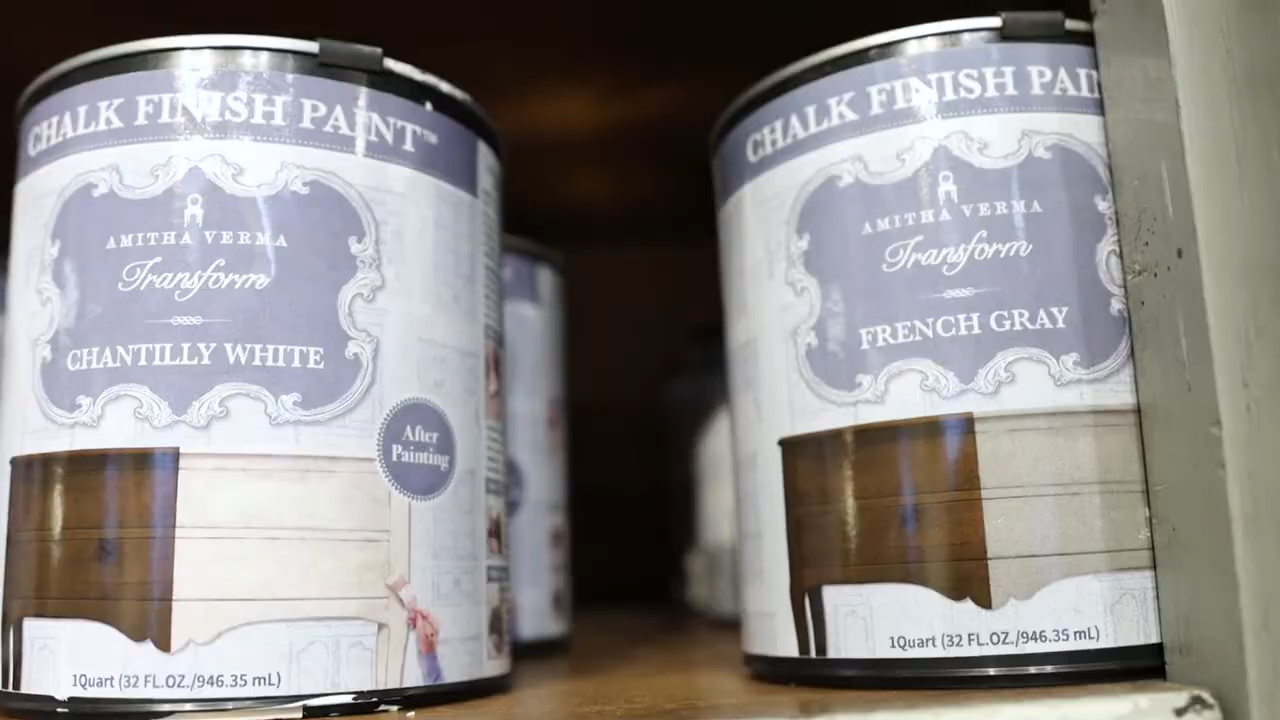 CHALK FINISH PAINT™
AMITHA VERMA
Transform
CHANTILLY WHITE
After
Painting
1Quart (32 FL.OZ./946.35 mL)
CHALK FINISH PAIN
AMITHA VERMA
Transform
FRENCH GRAY
1Quart (32 FL.OZ./946.35 mL)